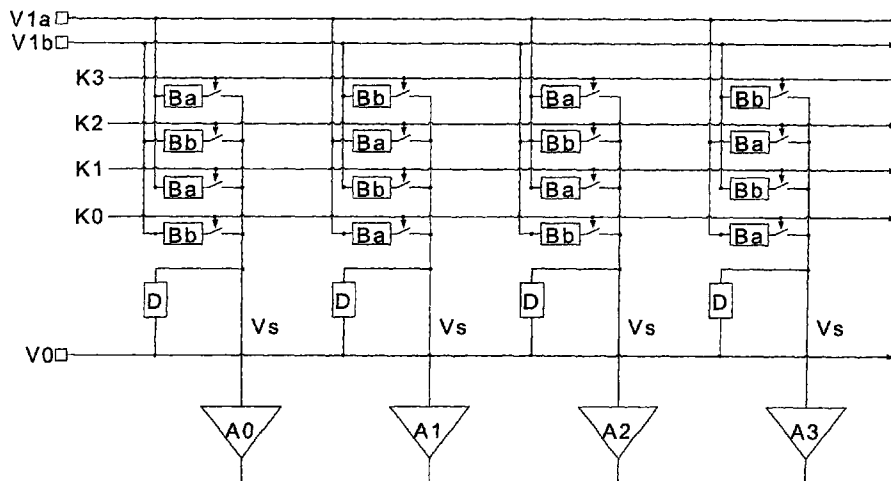 V1a
V1b
K3
Ba Bb Ba Bb
K2
Bb Ba Bb Ba
K1
Ba Bb Ba Bb
K0
Bb Ba Bb Ba
D D D D
Vs Vs Vs Vs
V0
A0 A1 A2 A3